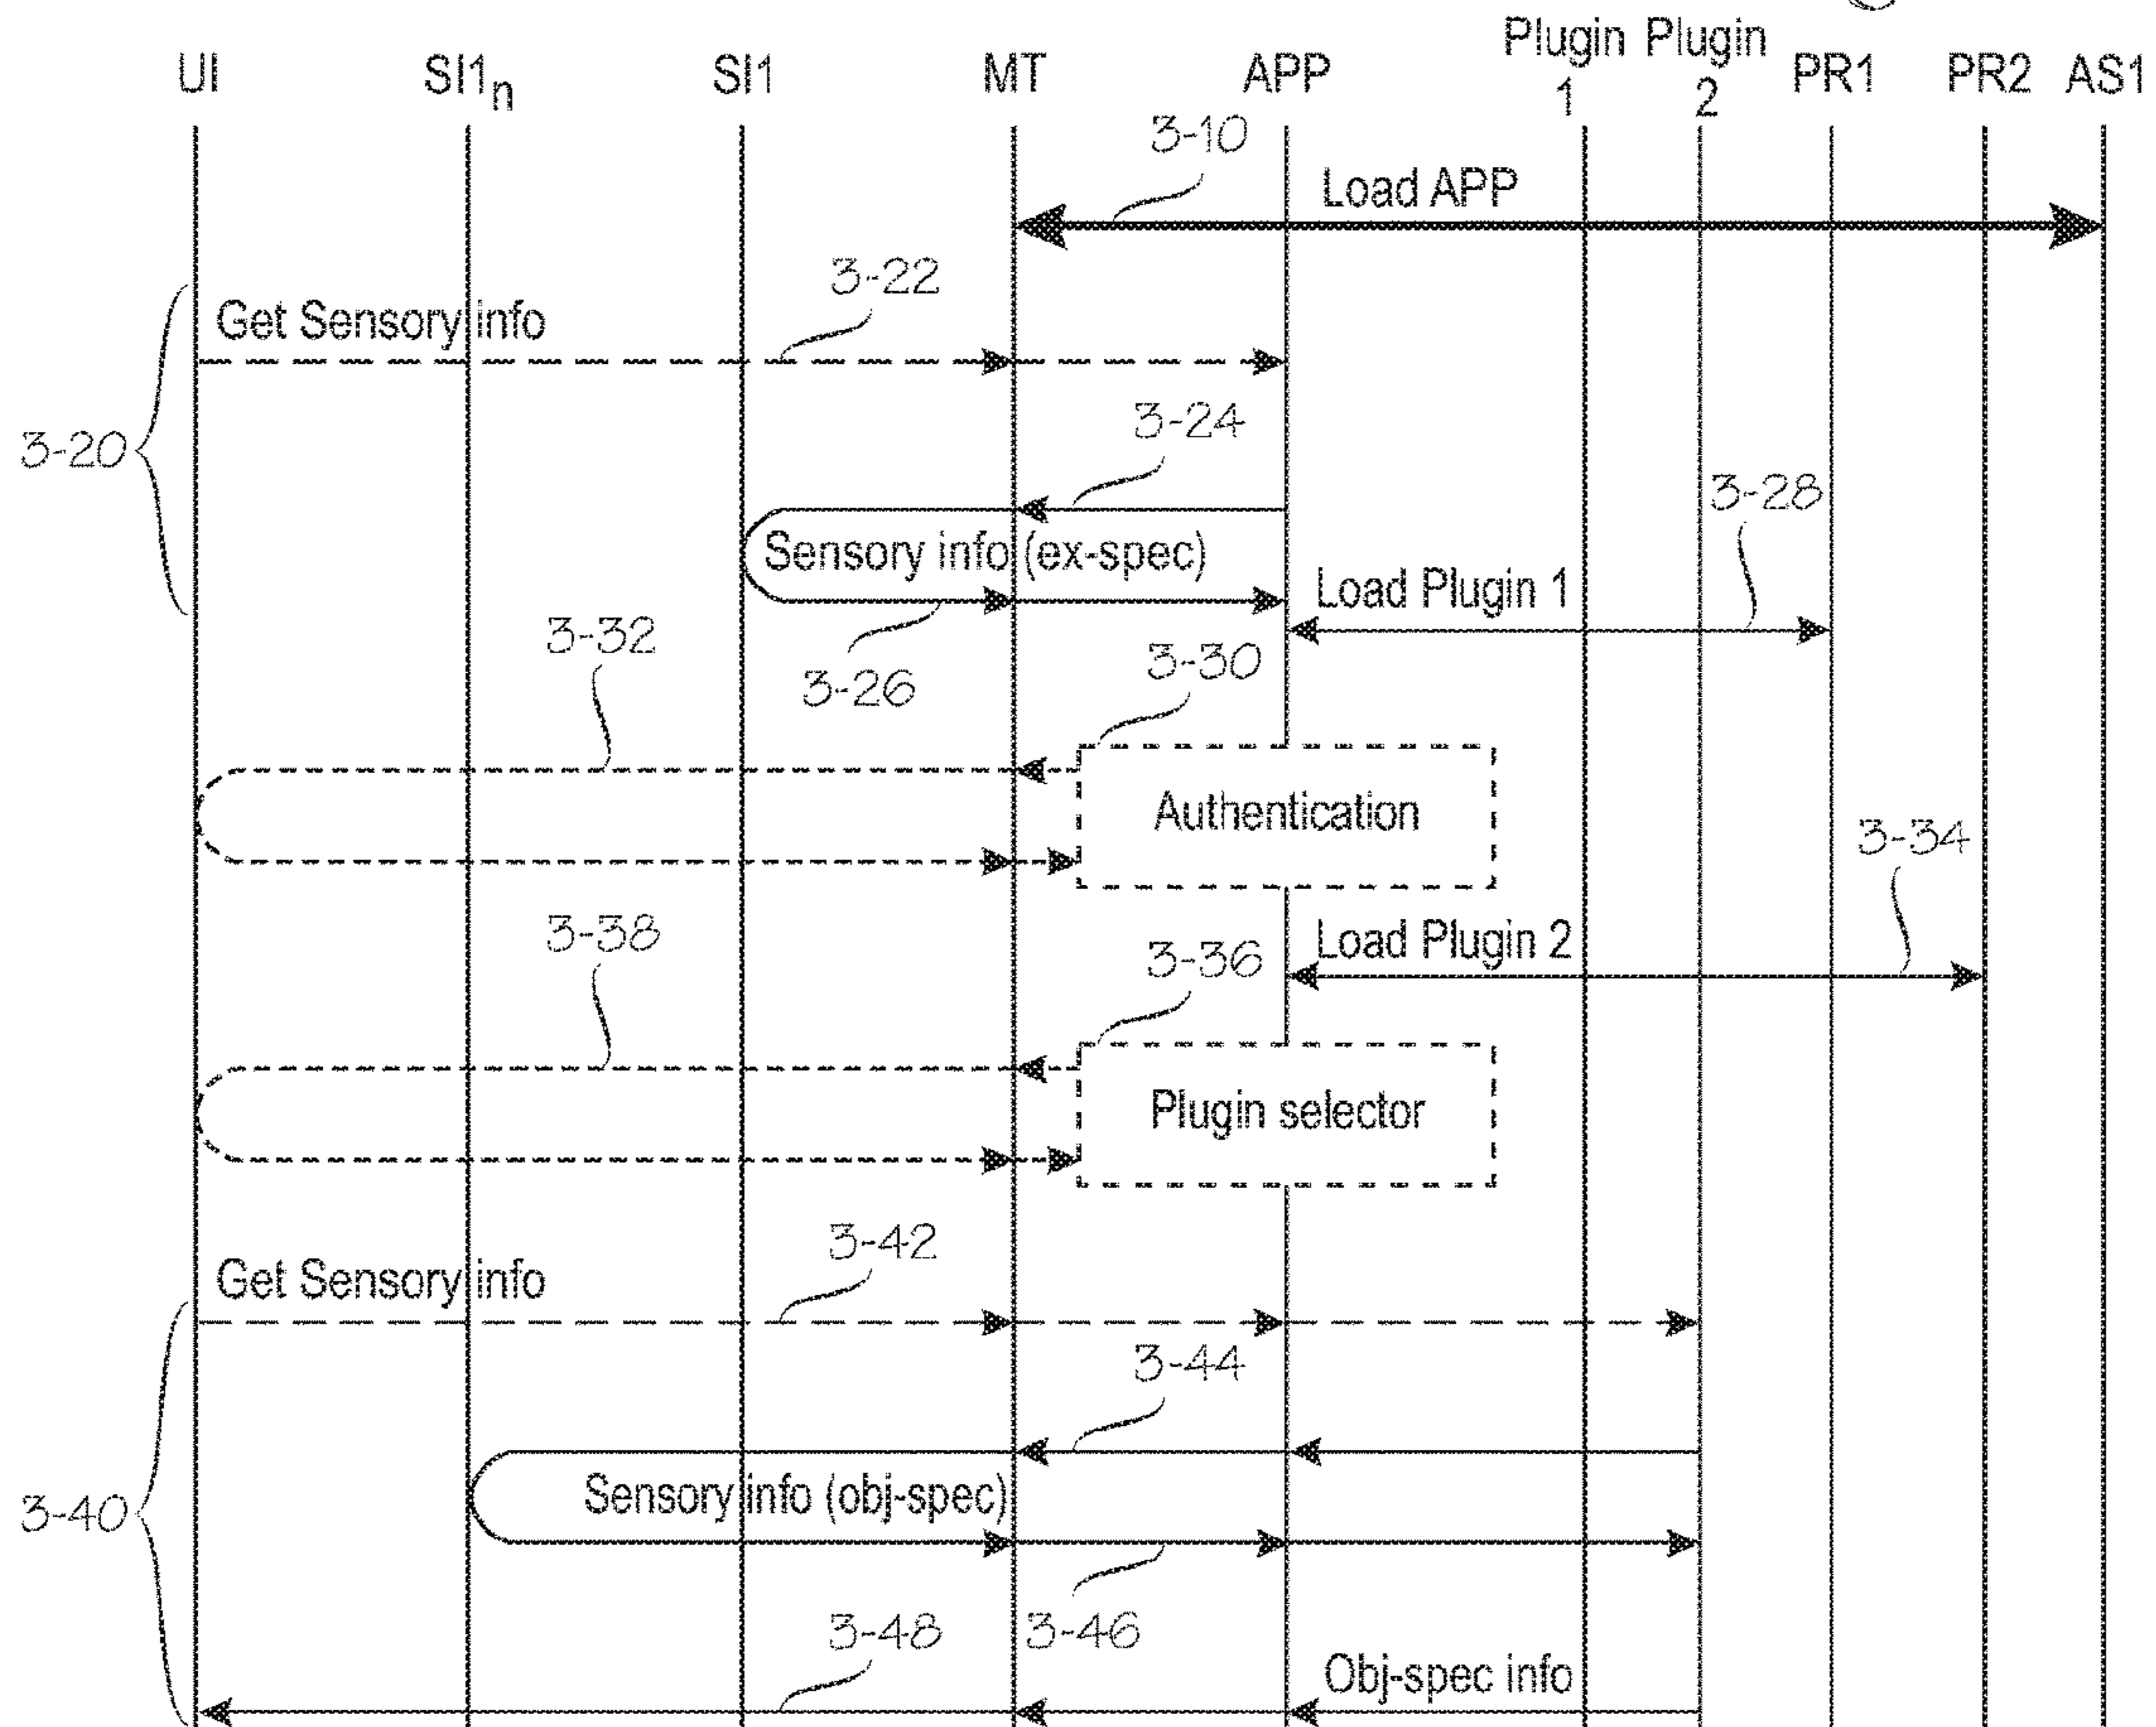 UI SI1n SI1 MT APP Plugin 1 Plugin 2 PR1 PR2 AS1
3-10
Load APP
3-22
Get Sensory info
3-24
3-20
3-28
Sensory info (ex-spec)
Load Plugin 1
3-32
3-30
3-26
Authentication
3-34
3-38
Load Plugin 2
3-36
Plugin selector
3-42
Get Sensory info
3-44
Sensory info (obj-spec)
3-40
3-48
3-46
Obj-spec info